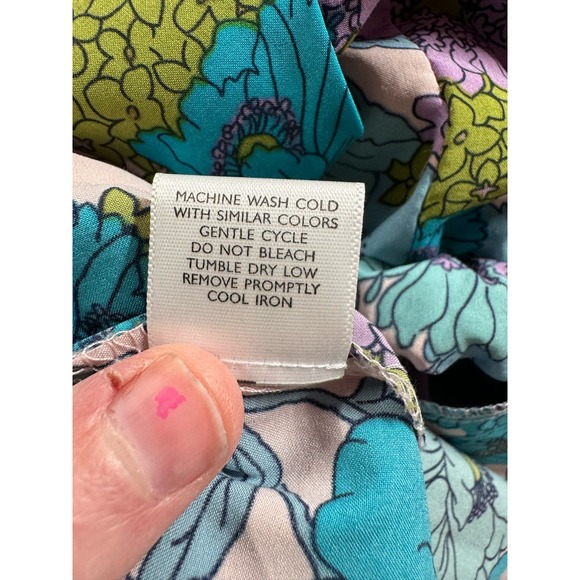 MACHINE WASH COLD
WITH SIMILAR COLORS
GENTLE CYCLE
DO NOT BLEACH
TUMBLE DRY LOW
REMOVE PROMPTLY
COOL IRON